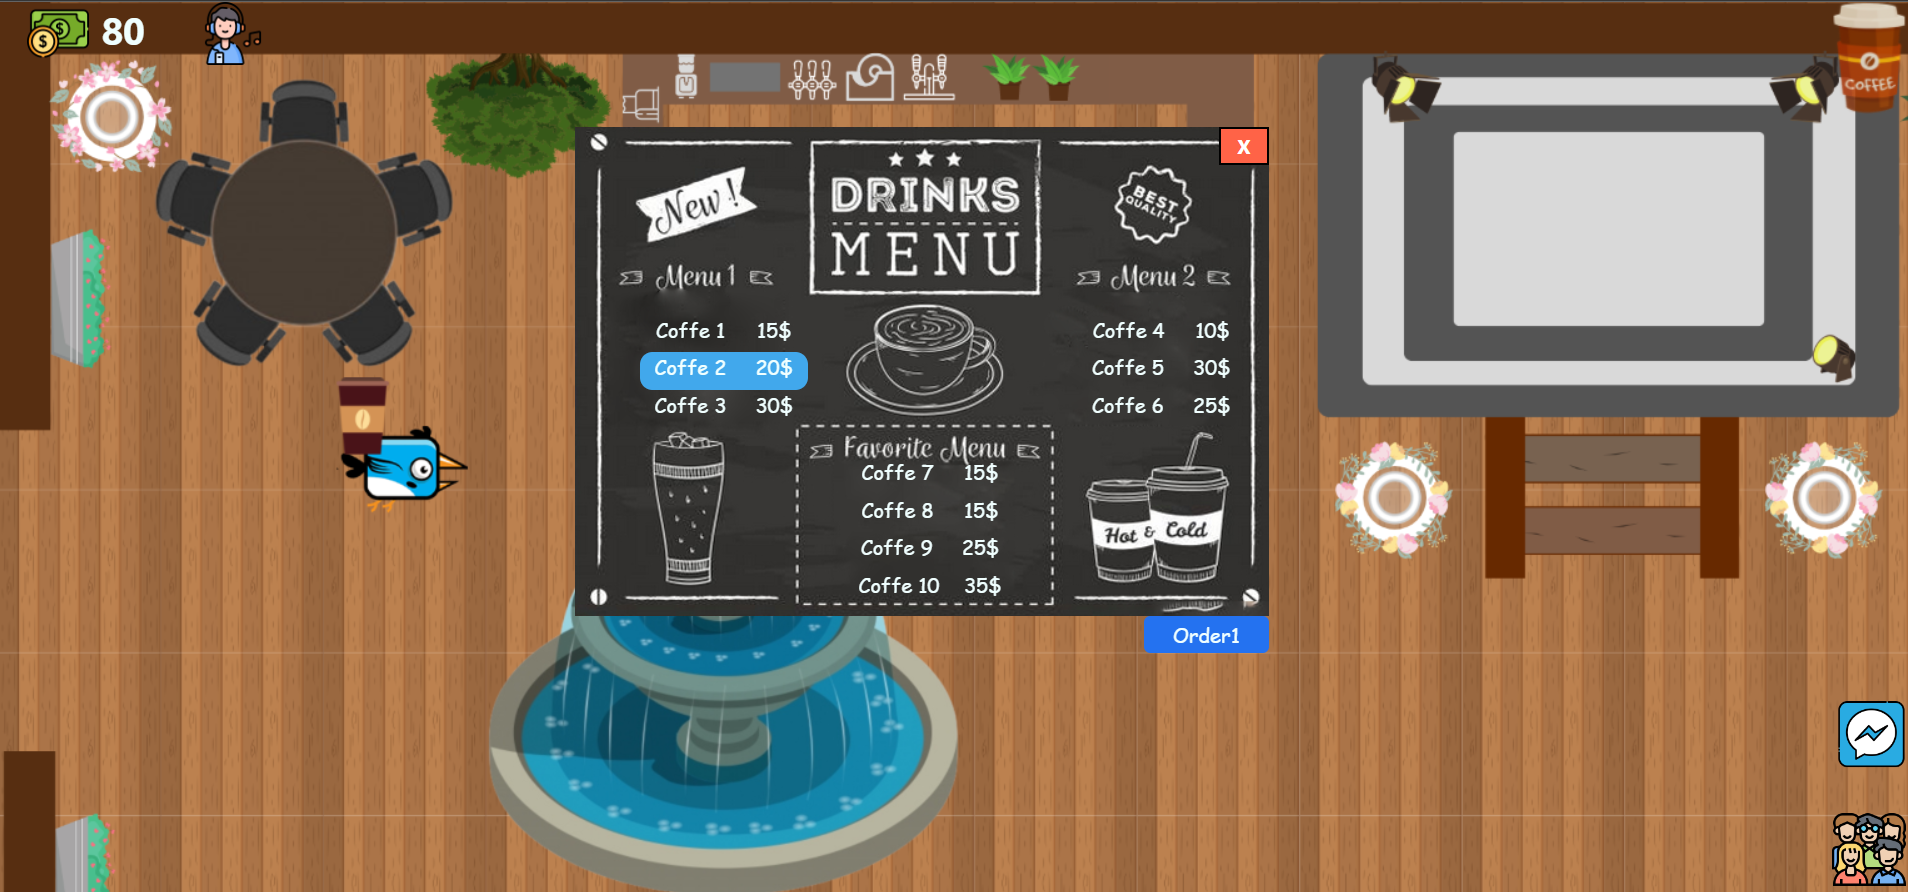 80
COFFEE
X
New!
DRINKS
MENU
BEST
QUALITY
Menu 1
Coffe 1 15$
Coffe 2 20$
Coffe 3 30$
Menu 2
Coffe 4 10$
Coffe 5 30$
Coffe 6 25$
Favorite Menu
Coffe 7 15$
Coffe 8 15$
Coffe 9 25$
Coffe 10 35$
Hot & Cold
Order1